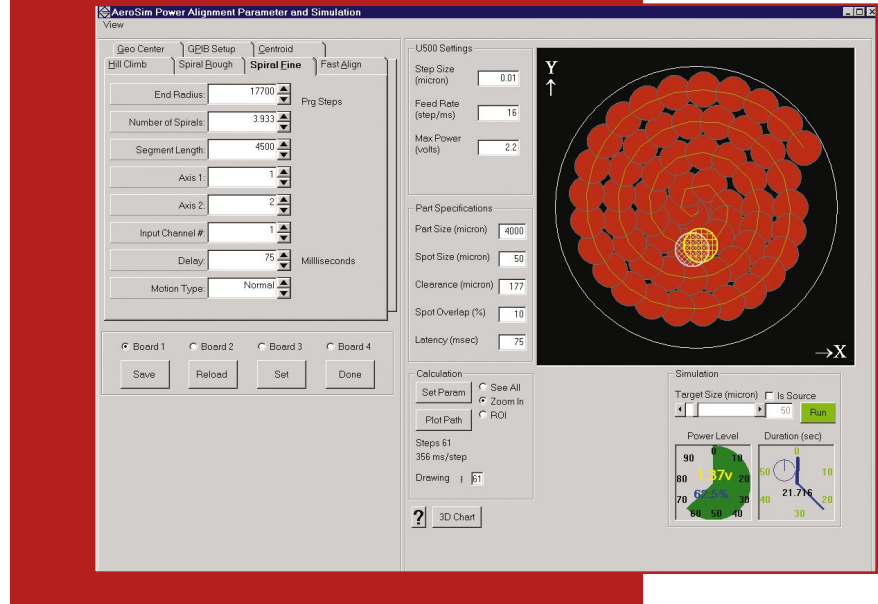 AeroSim Power Alignment Parameter and Simulation
View
Geo Center GPIB Setup Centroid
Hill Climb Spiral Rough Spiral Fine Fast Align
End Radius: 17700 Prg Steps
Number of Spirals: 3.933
Segment Length: 4500
Axis 1: 1
Axis 2: 2
Input Channel #: 1
Delay: 75 Milliseconds
Motion Type: Normal
Board 1 Board 2 Board 3 Board 4
Save Reload Set Done
U500 Settings
Step Size (micron) 0.01
Feed Rate (step/ms) 16
Max Power (volts) 2.2
Part Specifications
Part Size (micron) 4000
Spot Size (micron) 50
Clearance (micron) 177
Spot Overlap (%) 10
Latency (msec) 75
Calculation
Set Param See All
Zoom In
Plot Path ROI
Steps 61
356 ms/step
Drawing 61
? 3D Chart
Y
X
Simulation
Target Size (micron) Is Source
50 Run
Power Level Duration (sec)
0 10 20 30 40 50 60 70 80 90
1.37v
62.5%
0 10 20 30 40 50
21.716